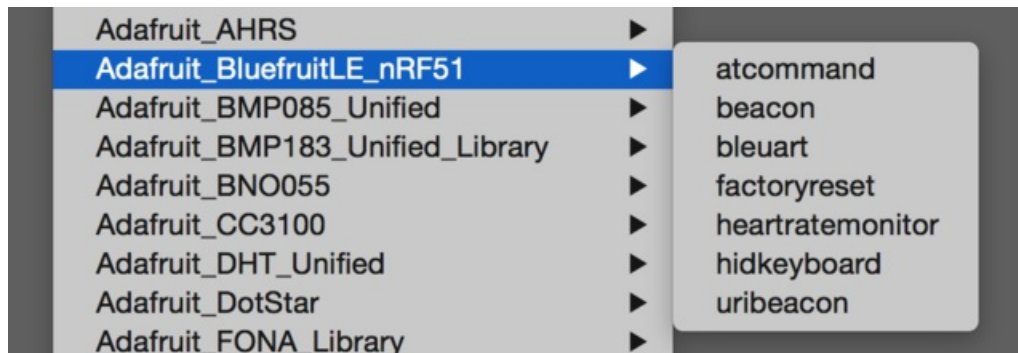 Adafruit_AHRS
Adafruit_BluefruitLE_nRF51
Adafruit_BMP085_Unified
Adafruit_BMP183_Unified_Library
Adafruit_BNO055
Adafruit_CC3100
Adafruit_DHT_Unified
Adafruit_DotStar
Adafruit_FONA_Library
atcommand
beacon
bleuart
factoryreset
heartratemonitor
hidkeyboard
uribeacon